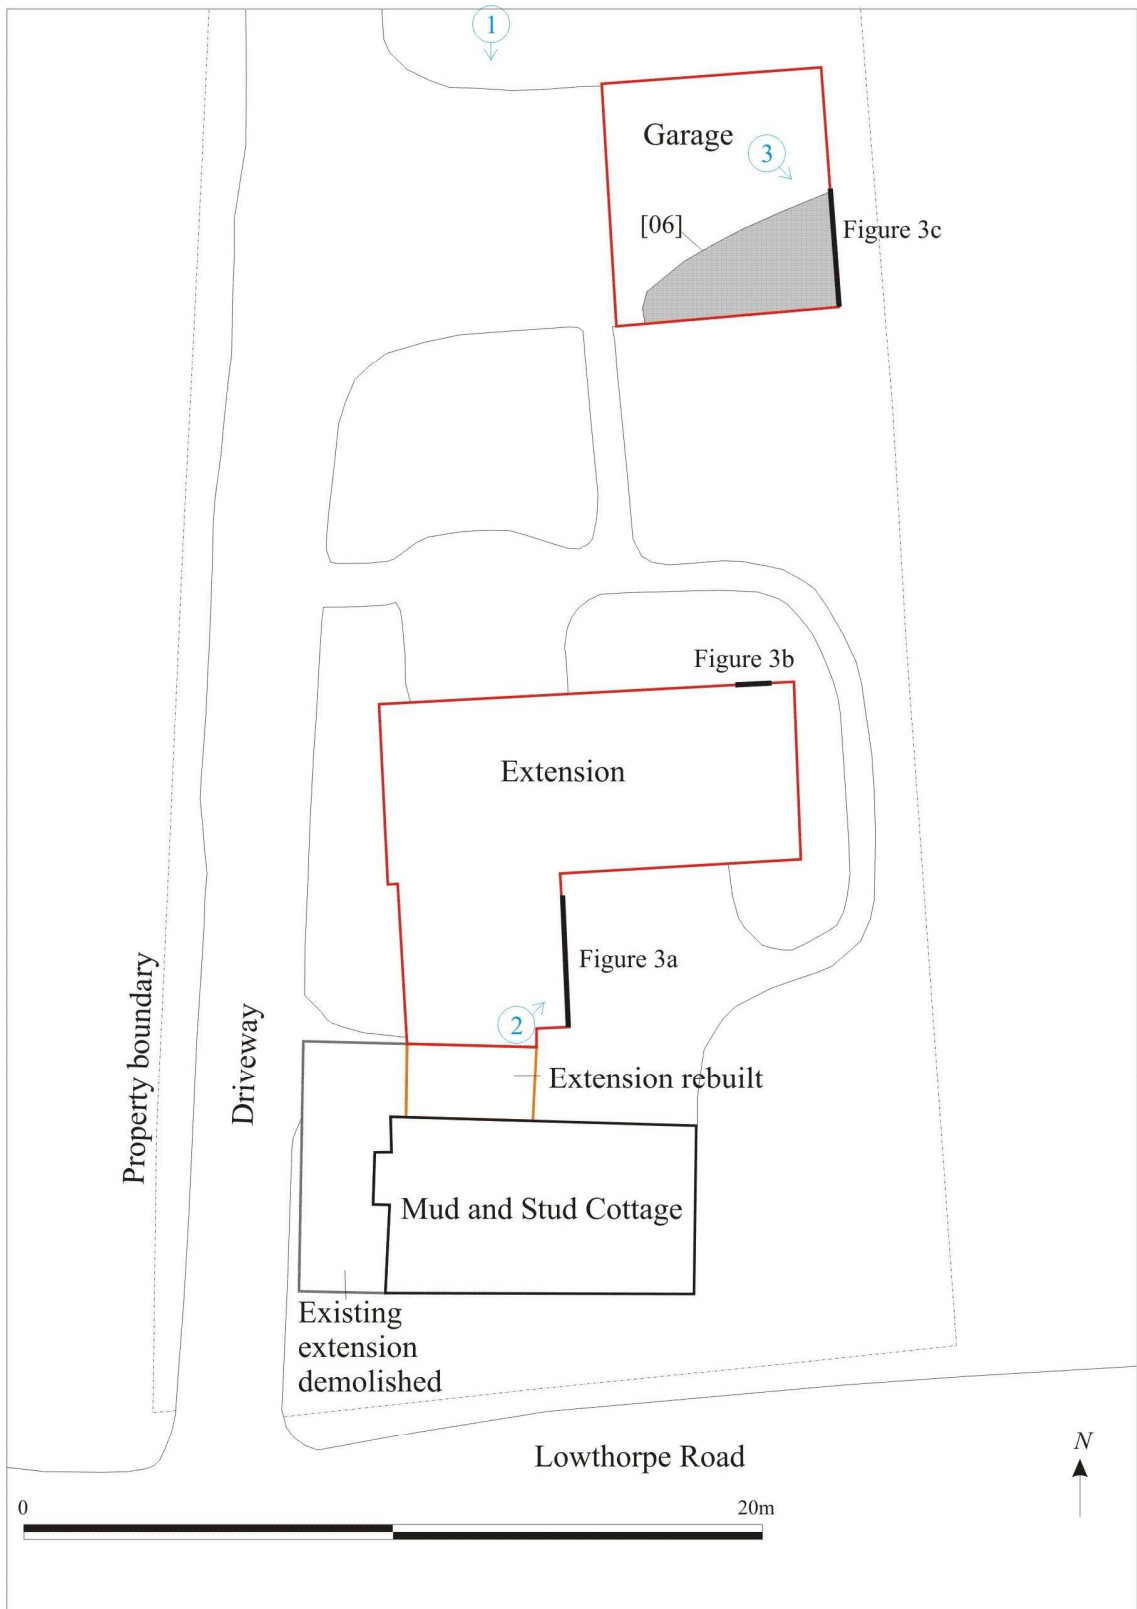 1
Garage
3
[06]
Figure 3c
Figure 3b
Extension
Figure 3a
2
Property boundary
Driveway
Extension rebuilt
Mud and Stud Cottage
Existing
extension
demolished
Lowthorpe Road
N
0
20m